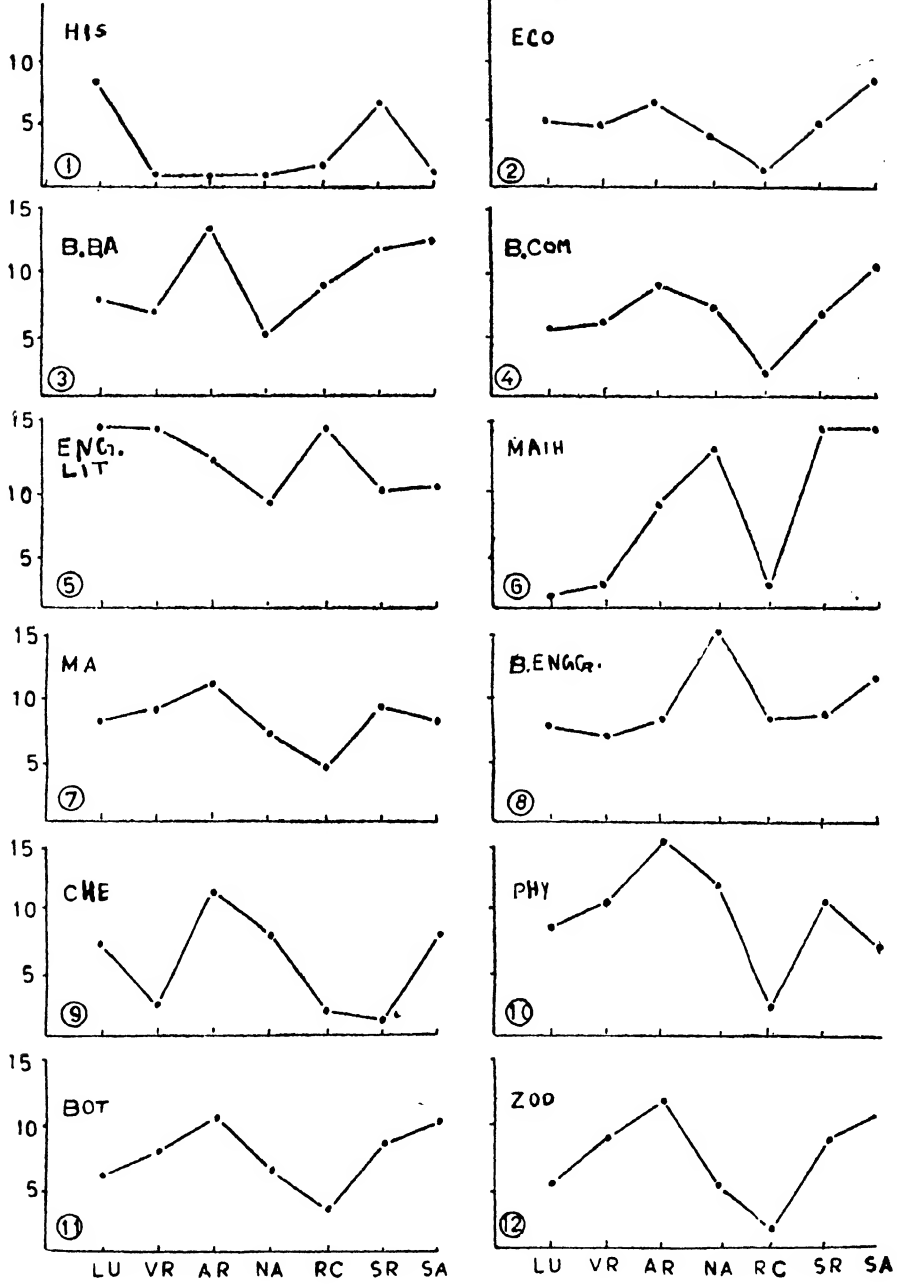 HIS
10
5
①
ECO
②
15
B.BA
10
5
③
B.COM
④
15
ENG.
LIT
10
5
⑤
MAIH
⑥
15
MA
10
5
⑦
B.ENGG.
⑧
15
CHE
10
5
⑨
PHY
⑩
15
BOT
10
5
⑪
ZOO
⑫
LU VR AR NA RC SR SA
LU VR AR NA RC SR SA